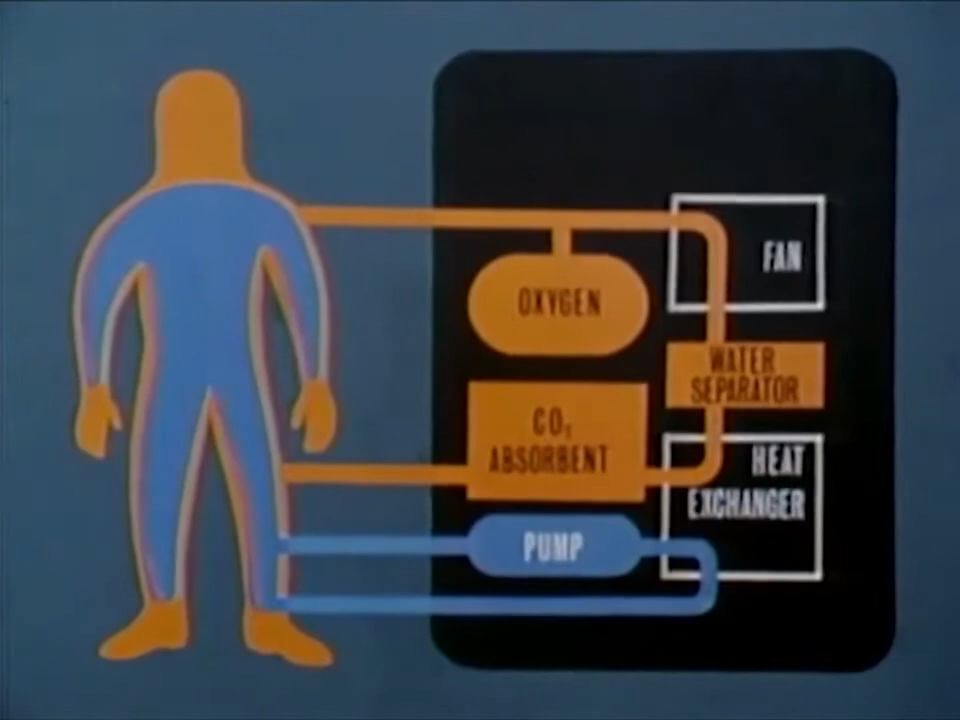 FAN
OXYGEN
WATER
SEPARATOR
CO₂
ABSORBENT
HEAT
EXCHANGER
PUMP